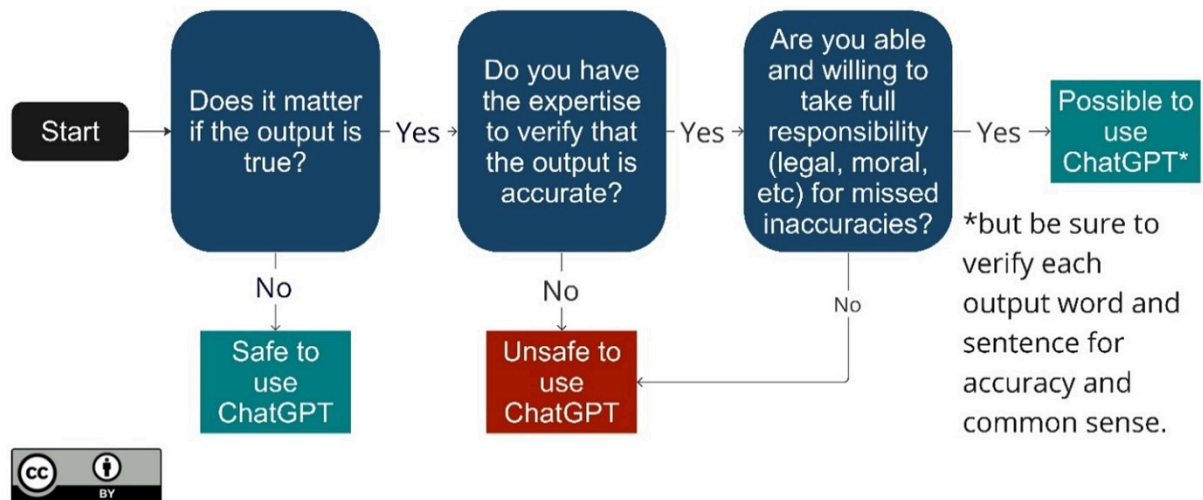 Start
Does it matter
if the output is
true?
Yes
Do you have
the expertise
to verify that
the output is
accurate?
Yes
Are you able
and willing to
take full
responsibility
(legal, moral,
etc) for missed
inaccuracies?
Yes
Possible to
use
ChatGPT*
No
Safe to
use
ChatGPT
No
Unsafe to
use
ChatGPT
No
*but be sure to
verify each
output word and
sentence for
accuracy and
common sense.
cc
BY